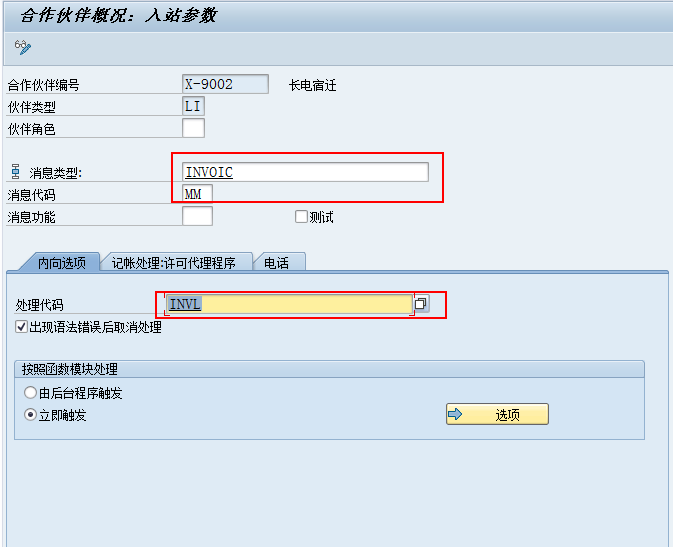 合作伙伴概况：入站参数
合作伙伴编号 X-9002 长电宿迁
伙伴类型 LI
伙伴角色
消息类型: INVOIC
消息代码 MM
消息功能 测试
内向选项 记帐处理:许可代理程序 电话
处理代码 INVL
出现语法错误后取消处理
按照函数模块处理
由后台程序触发
立即触发 选项